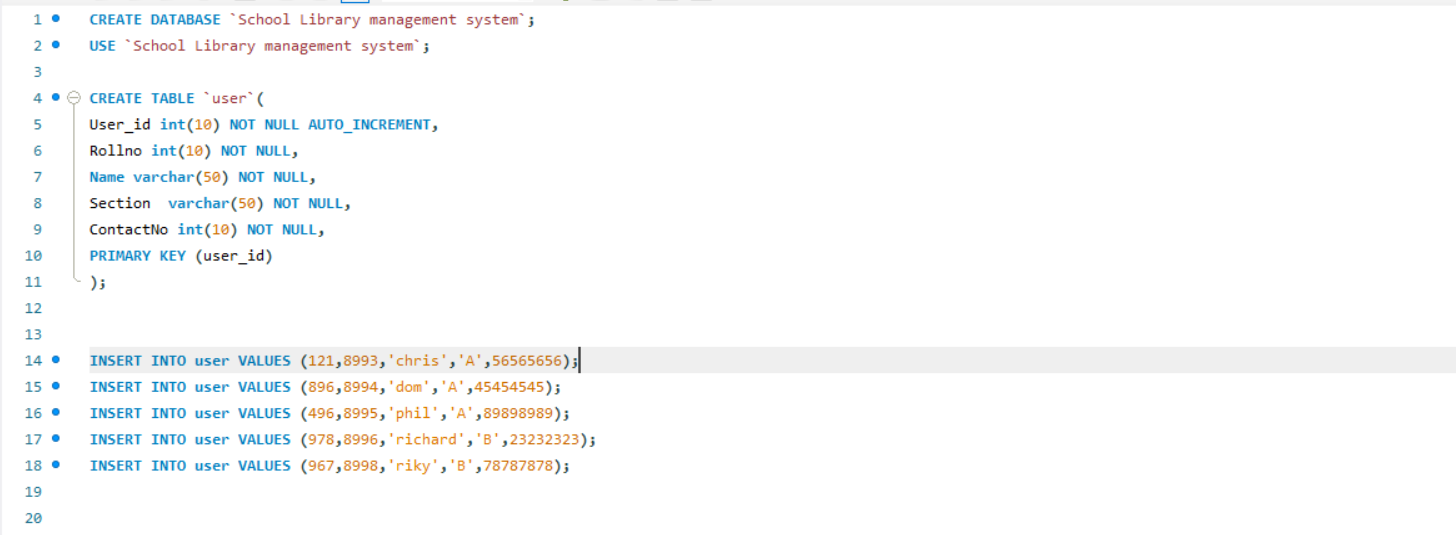 1 CREATE DATABASE `School Library management system`;
2 USE `School Library management system`;
3
4 CREATE TABLE `user`(
5 User_id int(10) NOT NULL AUTO_INCREMENT,
6 Rollno int(10) NOT NULL,
7 Name varchar(50) NOT NULL,
8 Section  varchar(50) NOT NULL,
9 ContactNo int(10) NOT NULL,
10 PRIMARY KEY (user_id)
11 );
12
13
14 INSERT INTO user VALUES (121,8993,'chris','A',56565656);
15 INSERT INTO user VALUES (896,8994,'dom','A',45454545);
16 INSERT INTO user VALUES (496,8995,'phil','A',89898989);
17 INSERT INTO user VALUES (978,8996,'richard','B',23232323);
18 INSERT INTO user VALUES (967,8998,'riky','B',78787878);
19
20